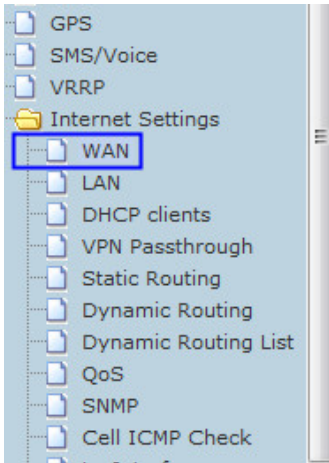 GPS
SMS/Voice
VRRP
Internet Settings
WAN
LAN
DHCP clients
VPN Passthrough
Static Routing
Dynamic Routing
Dynamic Routing List
QoS
SNMP
Cell ICMP Check